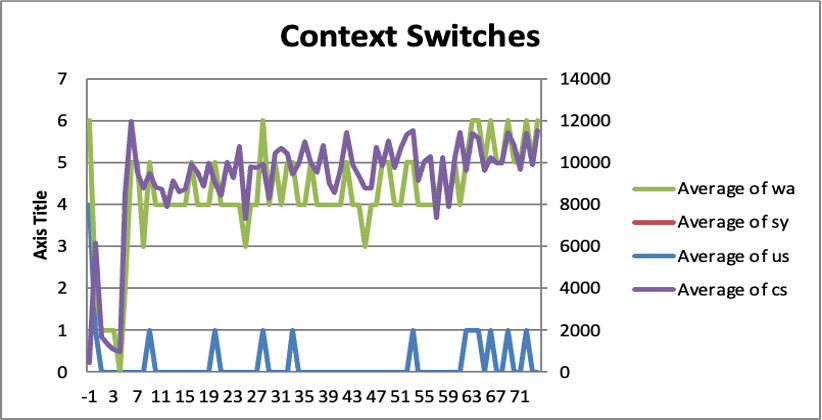 Context Switches
7 14000
6 12000
5 10000
4 8000
3 6000
2 4000
1 2000
0 0
Axis Title
-1 3 7 11 15 19 23 27 31 35 39 43 47 51 55 59 63 67 71
Average of wa
Average of sy
Average of us
Average of cs